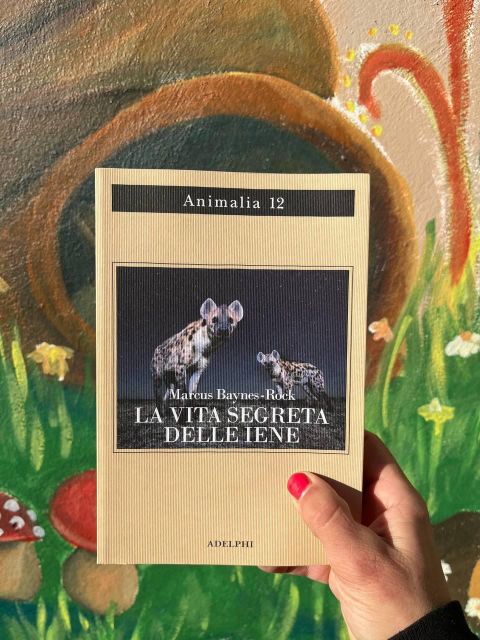 Animalia 12
Marcus Baynes-Rock
LA VITA SEGRETA
DELLE IENE
ADELPHI